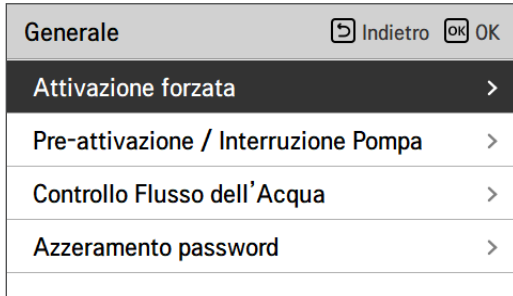 Generale Indietro OK OK
Attivazione forzata
Pre-attivazione / Interruzione Pompa
Controllo Flusso dell'Acqua
Azzeramento password